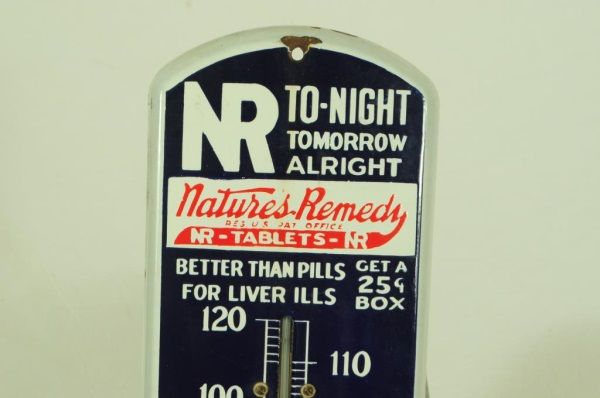 NR TO-NIGHT
TOMORROW
ALRIGHT
Nature's Remedy
REG. U.S. PAT. OFFICE
NR - TABLETS - NR
BETTER THAN PILLS
FOR LIVER ILLS
GET A
25¢
BOX
120
110
100